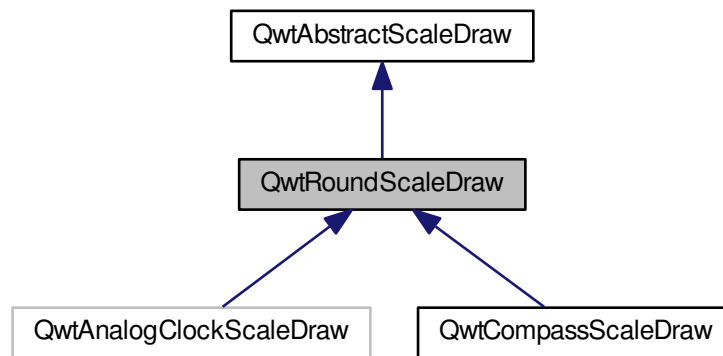 QwtAbstractScaleDraw
QwtRoundScaleDraw
QwtAnalogClockScaleDraw
QwtCompassScaleDraw